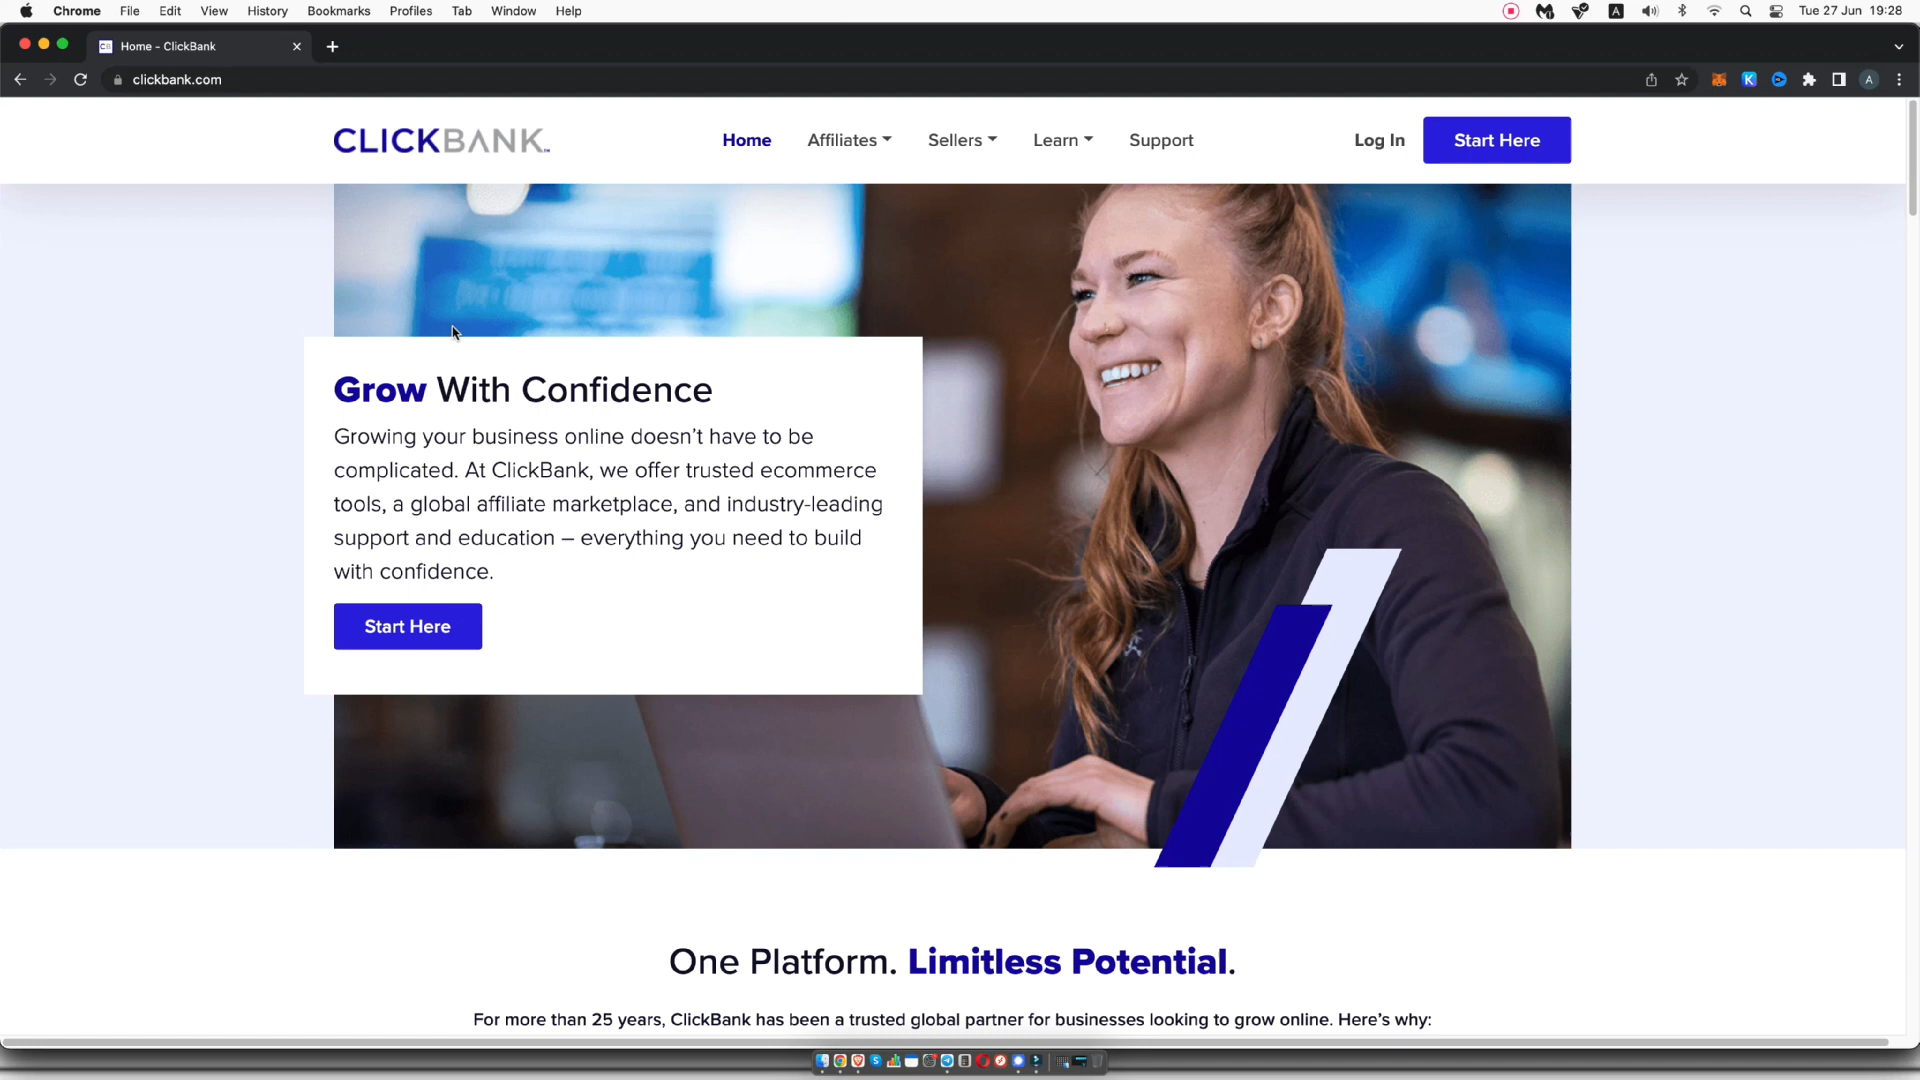 Chrome File Edit View History Bookmarks Profiles Tab Window Help
A
Tue 27 Jun 19:28
CB Home - ClickBank
clickbank.com
K
A
CLICKBANK
Home Affiliates Sellers Learn Support Log In Start Here
Grow With Confidence
Growing your business online doesn’t have to be
complicated. At ClickBank, we offer trusted ecommerce
tools, a global affiliate marketplace, and industry-leading
support and education – everything you need to build
with confidence.
Start Here
One Platform. Limitless Potential.
For more than 25 years, ClickBank has been a trusted global partner for businesses looking to grow online. Here’s why: